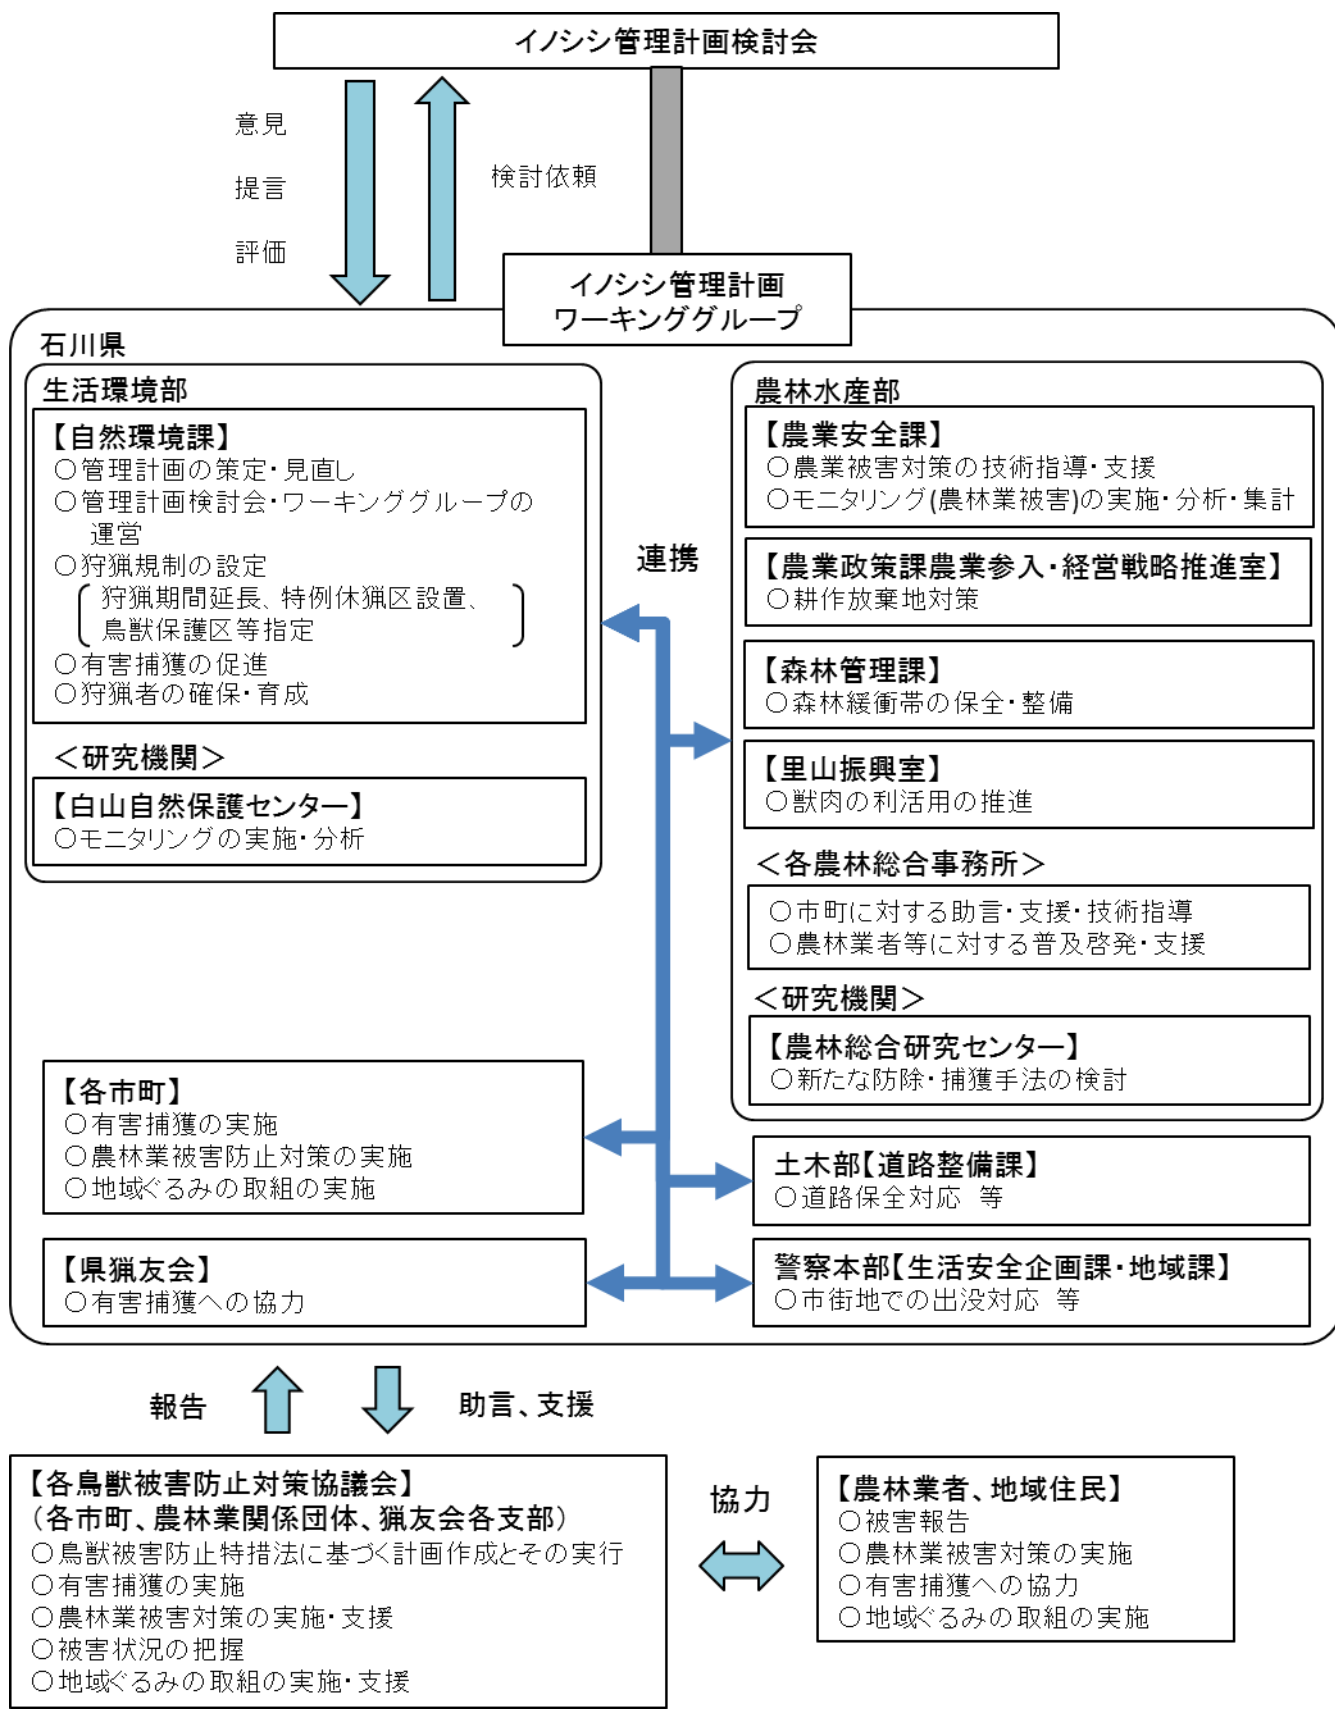 イノシシ管理計画検討会
意見
提言
評価
検討依頼
イノシシ管理計画
ワーキンググループ
石川県
生活環境部
【自然環境課】
○管理計画の策定・見直し
○管理計画検討会・ワーキンググループの
運営
○狩猟規制の設定
狩猟期間延長、特例休猟区設置、
鳥獣保護区等指定
○有害捕獲の促進
○狩猟者の確保・育成
＜研究機関＞
【白山自然保護センター】
○モニタリングの実施・分析
連携
農林水産部
【農業安全課】
○農業被害対策の技術指導・支援
○モニタリング(農林業被害)の実施・分析・集計
【農業政策課農業参入・経営戦略推進室】
○耕作放棄地対策
【森林管理課】
○森林緩衝帯の保全・整備
【里山振興室】
○獣肉の利活用の推進
＜各農林総合事務所＞
○市町に対する助言・支援・技術指導
○農林業者等に対する普及啓発・支援
＜研究機関＞
【農林総合研究センター】
○新たな防除・捕獲手法の検討
【各市町】
○有害捕獲の実施
○農林業被害防止対策の実施
○地域ぐるみの取組の実施
土木部【道路整備課】
○道路保全対応 等
【県猟友会】
○有害捕獲への協力
警察本部【生活安全企画課・地域課】
○市街地での出没対応 等
報告
助言、支援
【各鳥獣被害防止対策協議会】
（各市町、農林業関係団体、猟友会各支部）
○鳥獣被害防止特措法に基づく計画作成とその実行
○有害捕獲の実施
○農林業被害対策の実施・支援
○被害状況の把握
○地域ぐるみの取組の実施・支援
協力
【農林業者、地域住民】
○被害報告
○農林業被害対策の実施
○有害捕獲への協力
○地域ぐるみの取組の実施